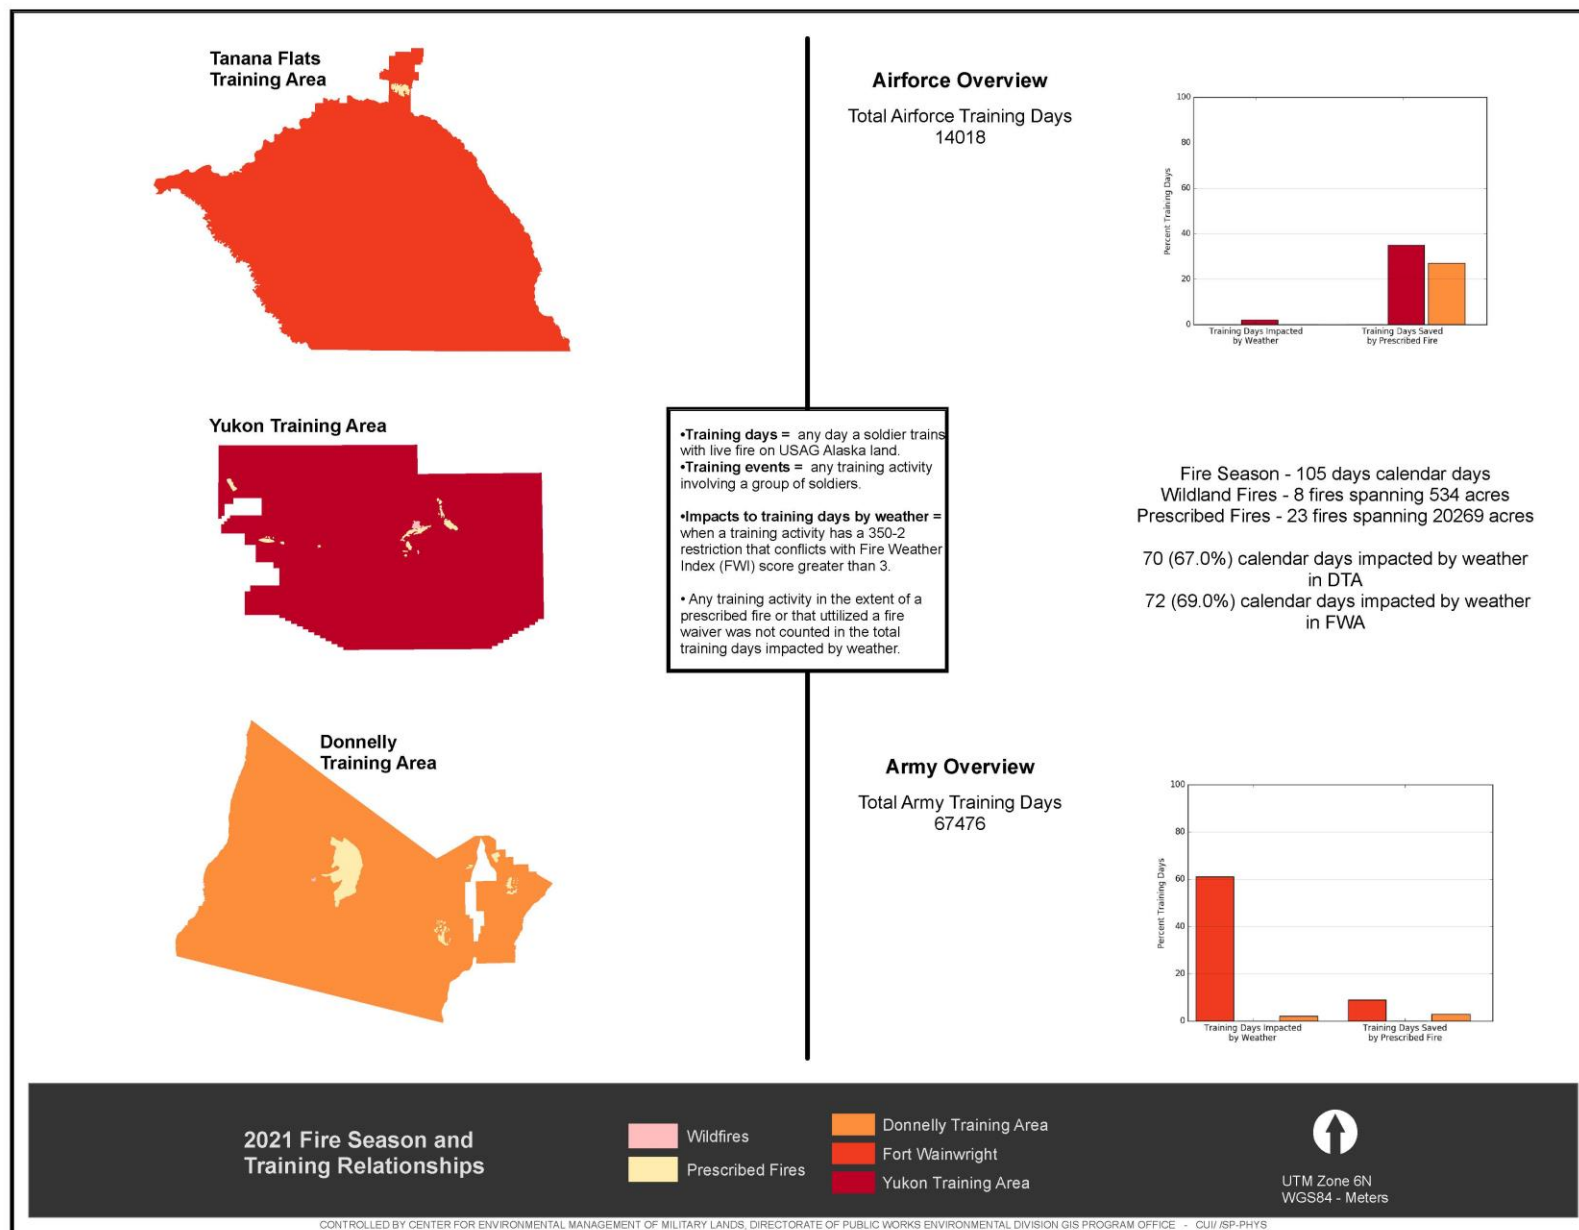 Tanana Flats
Training Area
Airforce Overview
Total Airforce Training Days
14018
100
80
60
40
20
0
Percent Training Days
Training Days Impacted
by Weather
Training Days Saved
by Prescribed Fire
Yukon Training Area
•Training days = any day a soldier trains
with live fire on USAG Alaska land.
•Training events = any training activity
involving a group of soldiers.
•Impacts to training days by weather =
when a training activity has a 350-2
restriction that conflicts with Fire Weather
Index (FWI) score greater than 3.
• Any training activity in the extent of a
prescribed fire or that uttilized a fire
waiver was not counted in the total
training days impacted by weather.
Fire Season - 105 days calendar days
Wildland Fires - 8 fires spanning 534 acres
Prescribed Fires - 23 fires spanning 20269 acres
70 (67.0%) calendar days impacted by weather
in DTA
72 (69.0%) calendar days impacted by weather
in FWA
Donnelly
Training Area
Army Overview
Total Army Training Days
67476
100
80
60
40
20
0
Percent Training Days
Training Days Impacted
by Weather
Training Days Saved
by Prescribed Fire
2021 Fire Season and
Training Relationships
Wildfires
Prescribed Fires
Donnelly Training Area
Fort Wainwright
Yukon Training Area
UTM Zone 6N
WGS84 - Meters
CONTROLLED BY CENTER FOR ENVIRONMENTAL MANAGEMENT OF MILITARY LANDS, DIRECTORATE OF PUBLIC WORKS ENVIRONMENTAL DIVISION GIS PROGRAM OFFICE - CUI/ /SP-PHYS